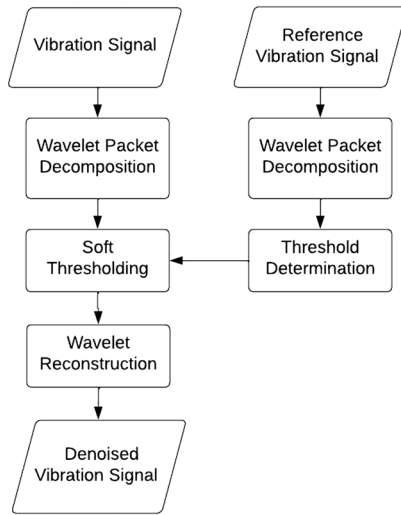 Vibration Signal
Reference
Vibration Signal
Wavelet Packet
Decomposition
Wavelet Packet
Decomposition
Soft
Thresholding
Threshold
Determination
Wavelet
Reconstruction
Denoised
Vibration Signal